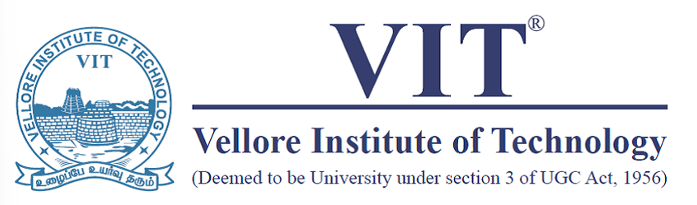 VELLORE INSTITUTE OF TECHNOLOGY
VIT
உழைப்பே உயர்வு தரும்
VIT®
Vellore Institute of Technology
(Deemed to be University under section 3 of UGC Act, 1956)